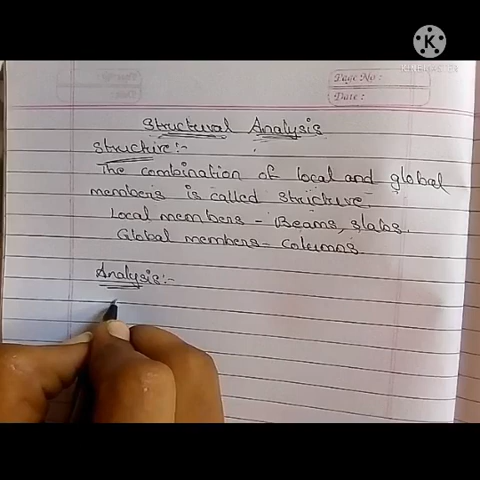 Page No :
Date :
Structural Analysis
Structure:-
The combination of local and global
members is called structure.
Local members - Beams, slabs.
Global members - columns.
Analysis:-